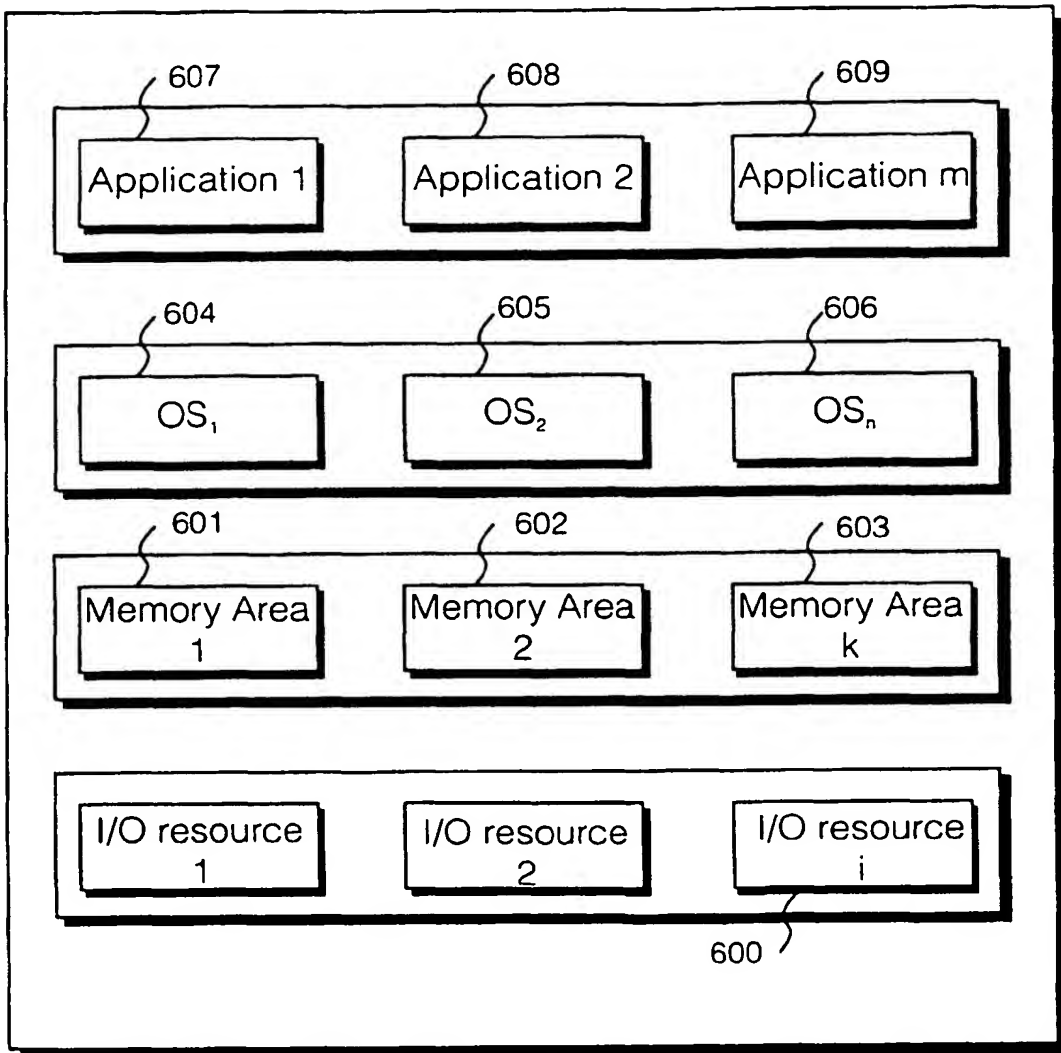 607 608 609
Application 1 Application 2 Application m
604 605 606
OS₁ OS₂ OSₙ
601 602 603
Memory Area Memory Area Memory Area
1 2 k
I/O resource I/O resource I/O resource
1 2 i
600